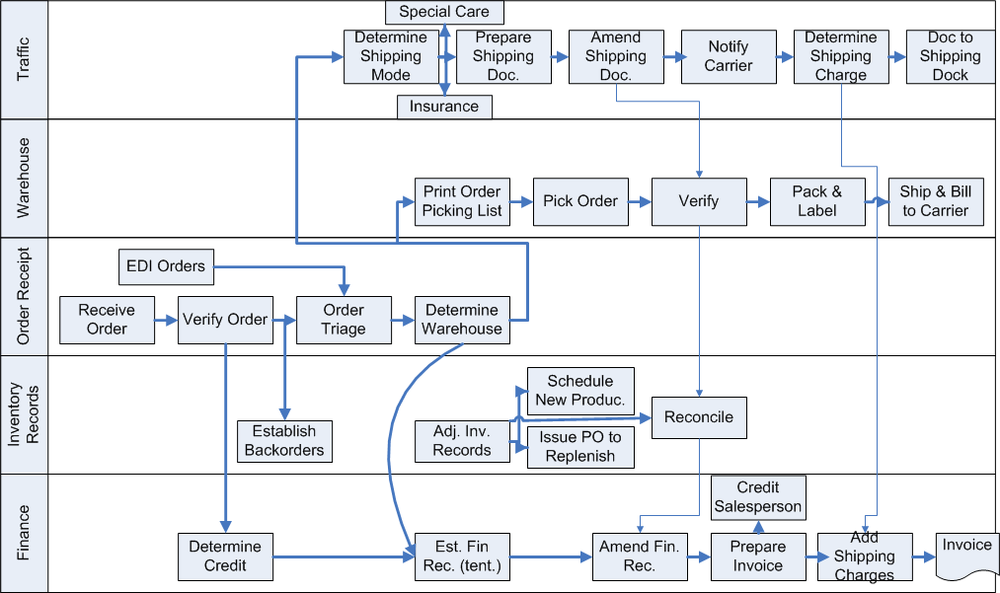 Traffic
Special Care
Determine
Shipping
Mode
Prepare
Shipping
Doc.
Amend
Shipping
Doc.
Notify
Carrier
Determine
Shipping
Charge
Doc to
Shipping
Dock
Insurance
Warehouse
Print Order
Picking List
Pick Order
Verify
Pack &
Label
Ship & Bill
to Carrier
Order Receipt
EDI Orders
Receive
Order
Verify Order
Order
Triage
Determine
Warehouse
Inventory
Records
Establish
Backorders
Adj. Inv.
Records
Schedule
New Produc.
Issue PO to
Replenish
Reconcile
Finance
Determine
Credit
Est. Fin
Rec. (tent.)
Amend Fin.
Rec.
Credit
Salesperson
Prepare
Invoice
Add
Shipping
Charges
Invoice